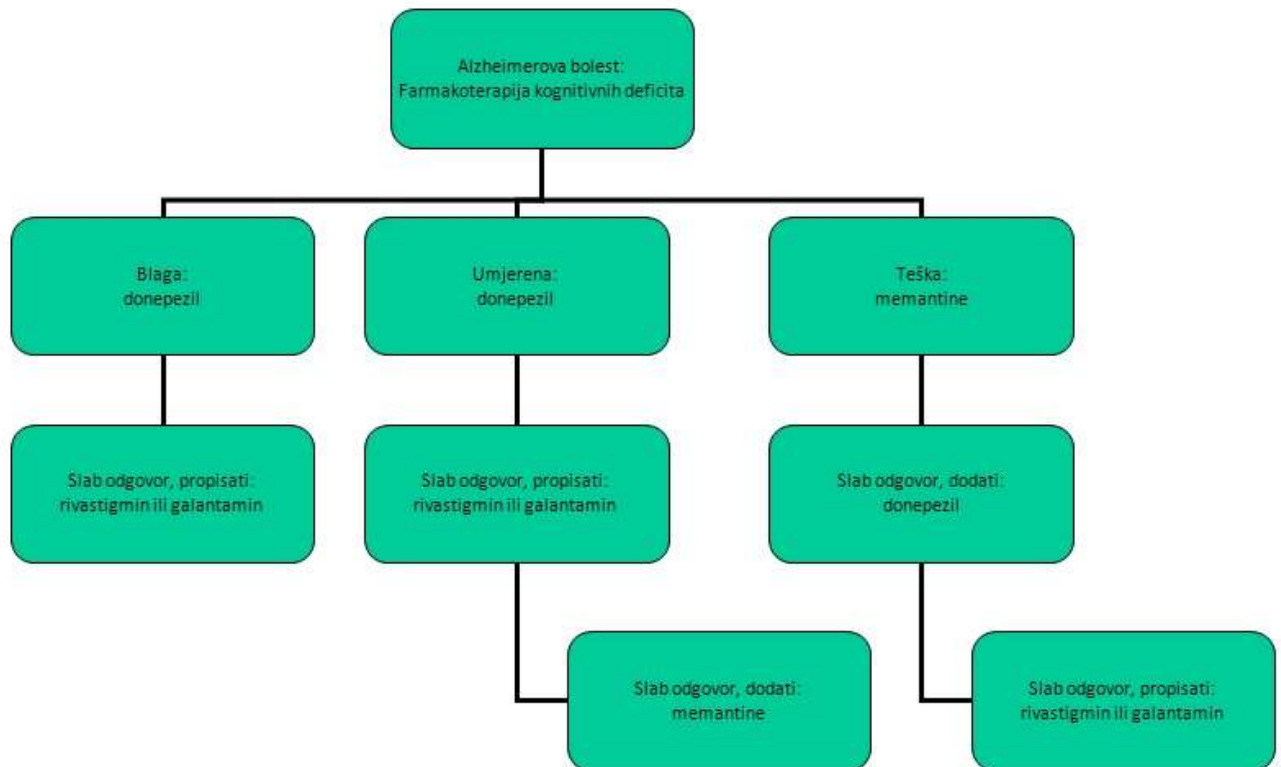 Alzheimerova bolest:
Farmakoterapija kognitivnih deficita
Blaga:
donepezil
Umjerena:
donepezil
Teška:
memantine
Slab odgovor, propisati:
rivastigmin ili galantamin
Slab odgovor, propisati:
rivastigmin ili galantamin
Slab odgovor, dodati:
donepezil
Slab odgovor, dodati:
memantine
Slab odgovor, propisati:
rivastigmin ili galantamin